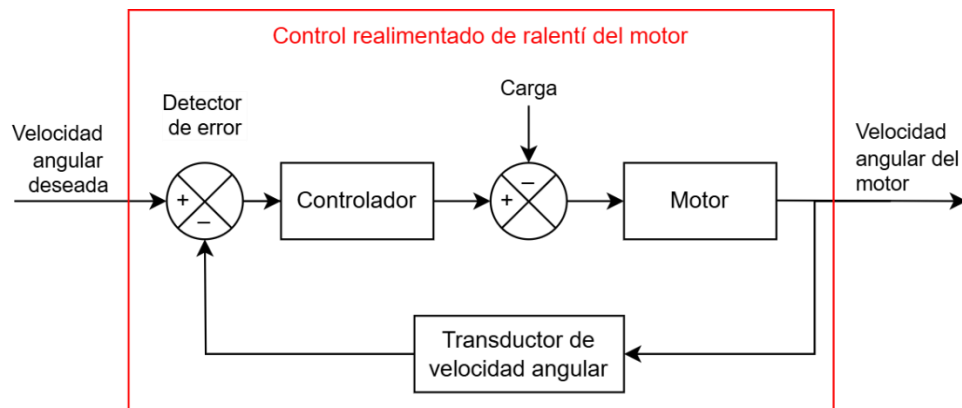 Control realimentado de ralentí del motor
Detector
de error
Carga
Velocidad
angular
deseada
Velocidad
angular del
motor
+
−
Controlador
+
−
Motor
Transductor de
velocidad angular